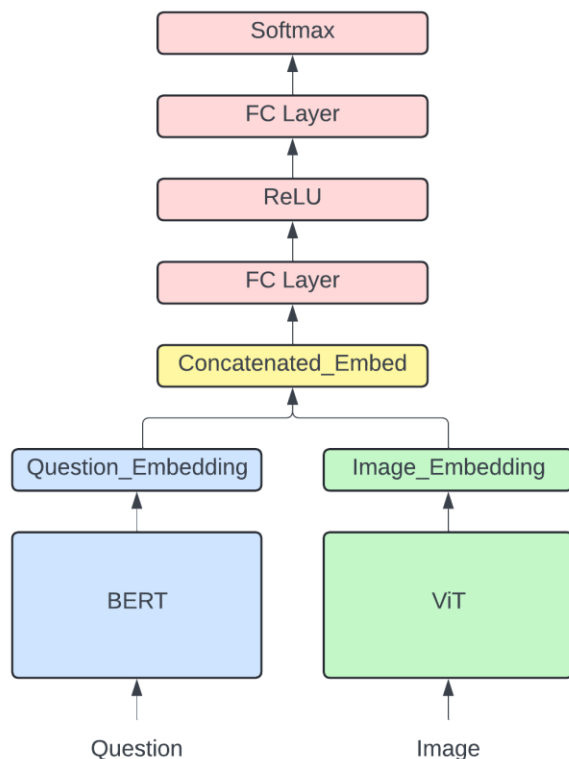 Softmax
FC Layer
ReLU
FC Layer
Concatenated_Embed
Question_Embedding
Image_Embedding
BERT
ViT
Question
Image